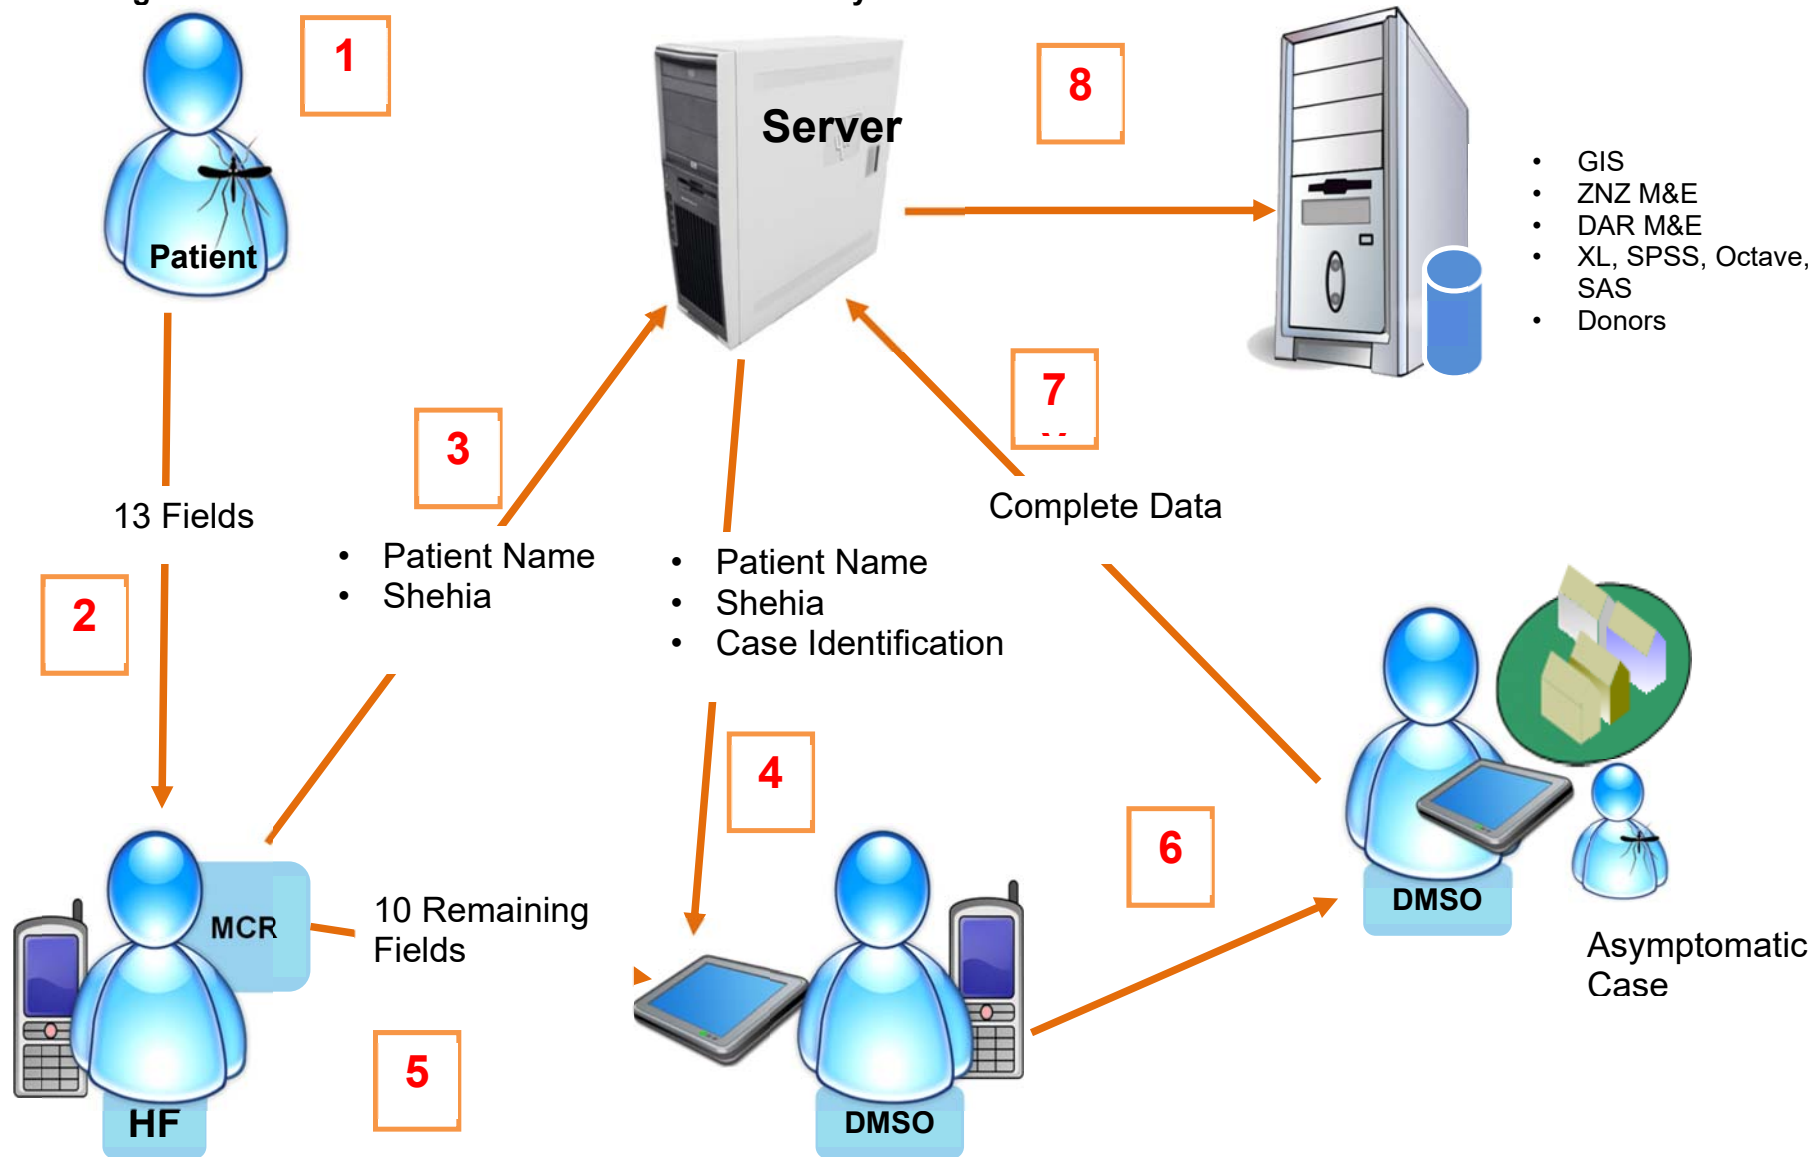 1
Patient
Server
8
• GIS
• ZNZ M&E
• DAR M&E
• XL, SPSS, Octave,
SAS
• Donors
13 Fields
2
3
• Patient Name
• Shehia
• Patient Name
• Shehia
• Case Identification
7
Complete Data
4
6
MCR
10 Remaining
Fields
5
HF
DMSO
DMSO
Asymptomatic
Case